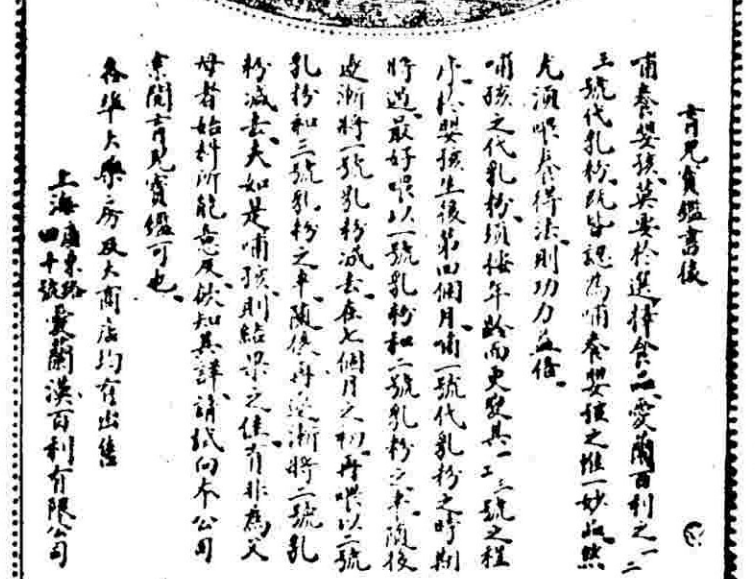 育兒寶鑑書後
哺養嬰孩莫要於選擇食品愛蘭百利之一二
三號代乳粉既皆認為哺養嬰孩之惟一妙品然
尤須喂養得法則功力益倍
哺孩之代乳粉須按年齡而更變其一二三號之程
序於嬰孩生後第四個月哺一號代乳粉之時期
將過最好喂以一號乳粉和二號乳粉之半隨後
逐漸將一號乳粉減去在七個月之初再喂以二號
乳粉和三號乳粉之半隨後再逐漸將二號乳
粉減去夫如是哺孩則結果之佳有非為父
母者始料所能意及欲知其詳請紙向本公司
索閱育兒寶鑑可也
各埠大藥房及大商店均有出售
上海廣東路四十號愛蘭漢百利有限公司